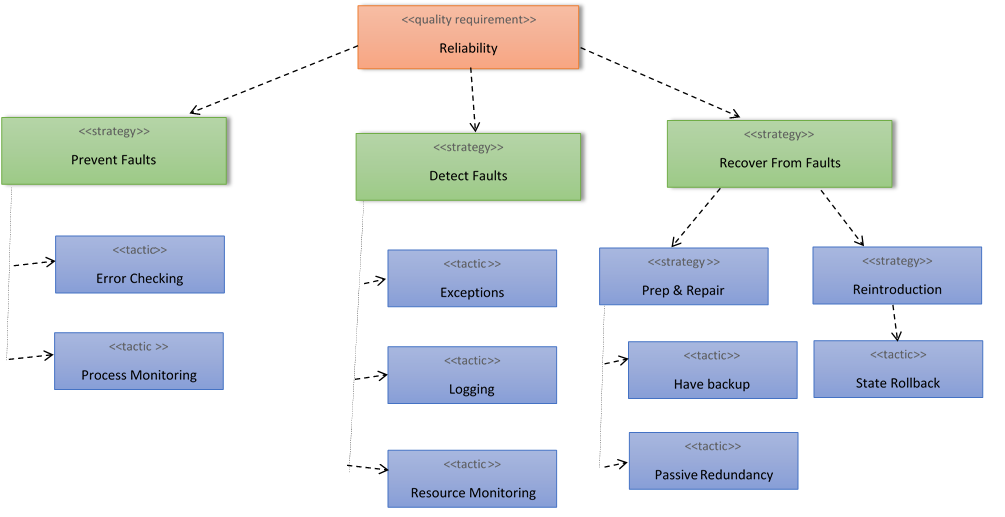 <<quality requirement>>
Reliability
<<strategy>>
Prevent Faults
<<strategy>>
Detect Faults
<<strategy>>
Recover From Faults
<<tactic>>
Error Checking
<<tactic >>
Process Monitoring
<<tactic>>
Exceptions
<<tactic>>
Logging
<<tactic>>
Resource Monitoring
<<strategy>>
Prep & Repair
<<tactic>>
Have backup
<<tactic>>
Passive Redundancy
<<strategy>>
Reintroduction
<<tactic>>
State Rollback